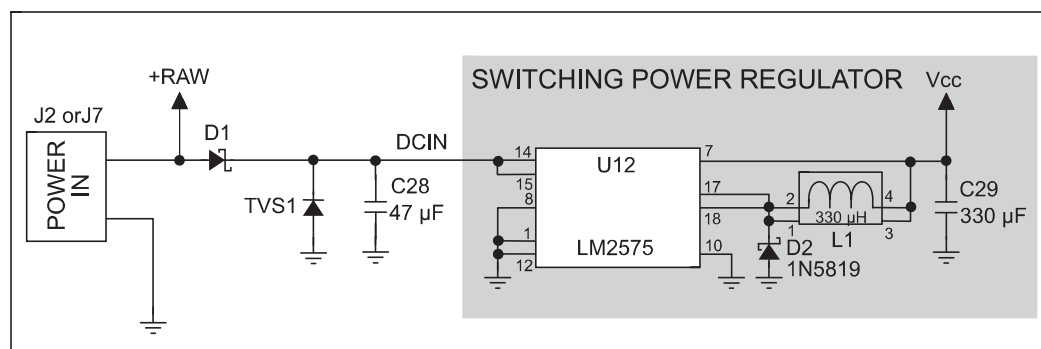 SWITCHING POWER REGULATOR
+RAW
Vcc
J2 orJ7
D1
DCIN
POWER
IN
14
15
8
1
12
U12
LM2575
7
17
18
10
TVS1
C28
47 µF
2
1
4
3
330 µH
L1
D2
1N5819
C29
330 µF